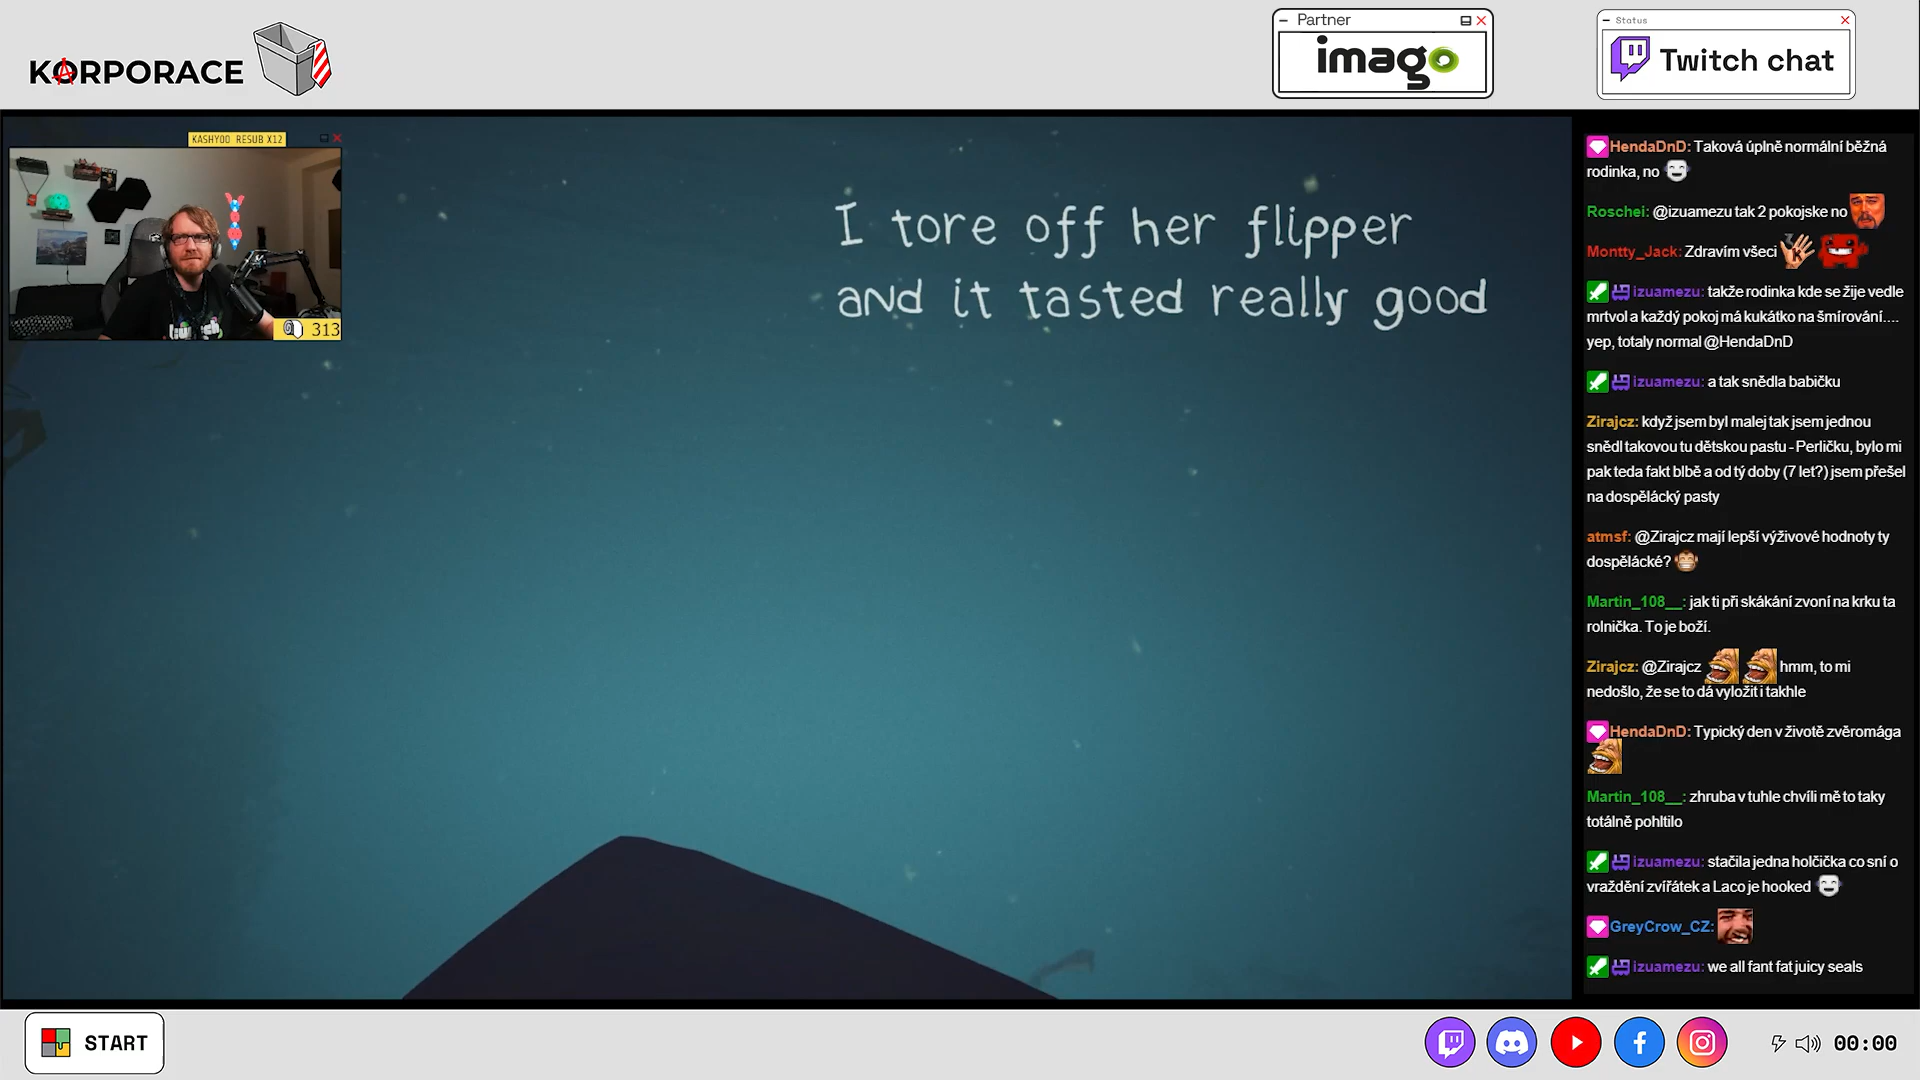 KORPORACE
Partner
imago
Status
Twitch chat
KASHYOO RESUB X12
313
I tore off her flipper
and it tasted really good
HendaDnD: Taková úplně normální běžná
rodinka, no
Roschei: @izuamezu tak 2 pokojske no
Montty_Jack: Zdravím všeci
izuamezu: takže rodinka kde se žije vedle
mrtvol a každý pokoj má kukátko na šmírování....
yep, totaly normal @HendaDnD
izuamezu: a tak snědla babičku
Zirajcz: když jsem byl malej tak jsem jednou
snědl takovou tu dětskou pastu - Perličku, bylo mi
pak teda fakt blbě a od tý doby (7 let?) jsem přešel
na dospělácký pasty
atmsf: @Zirajcz mají lepší výživové hodnoty ty
dospělácké?
Martin_108__: jak ti při skákání zvoní na krku ta
rolnička. To je boží.
Zirajcz: @Zirajcz hmm, to mi
nedošlo, že se to dá vyložit i takhle
HendaDnD: Typický den v životě zvěromága
Martin_108__: zhruba v tuhle chvíli mě to taky
totálně pohltilo
izuamezu: stačila jedna holčička co sní o
vraždění zvířátek a Laco je hooked
GreyCrow_CZ:
izuamezu: we all fant fat juicy seals
START
00:00